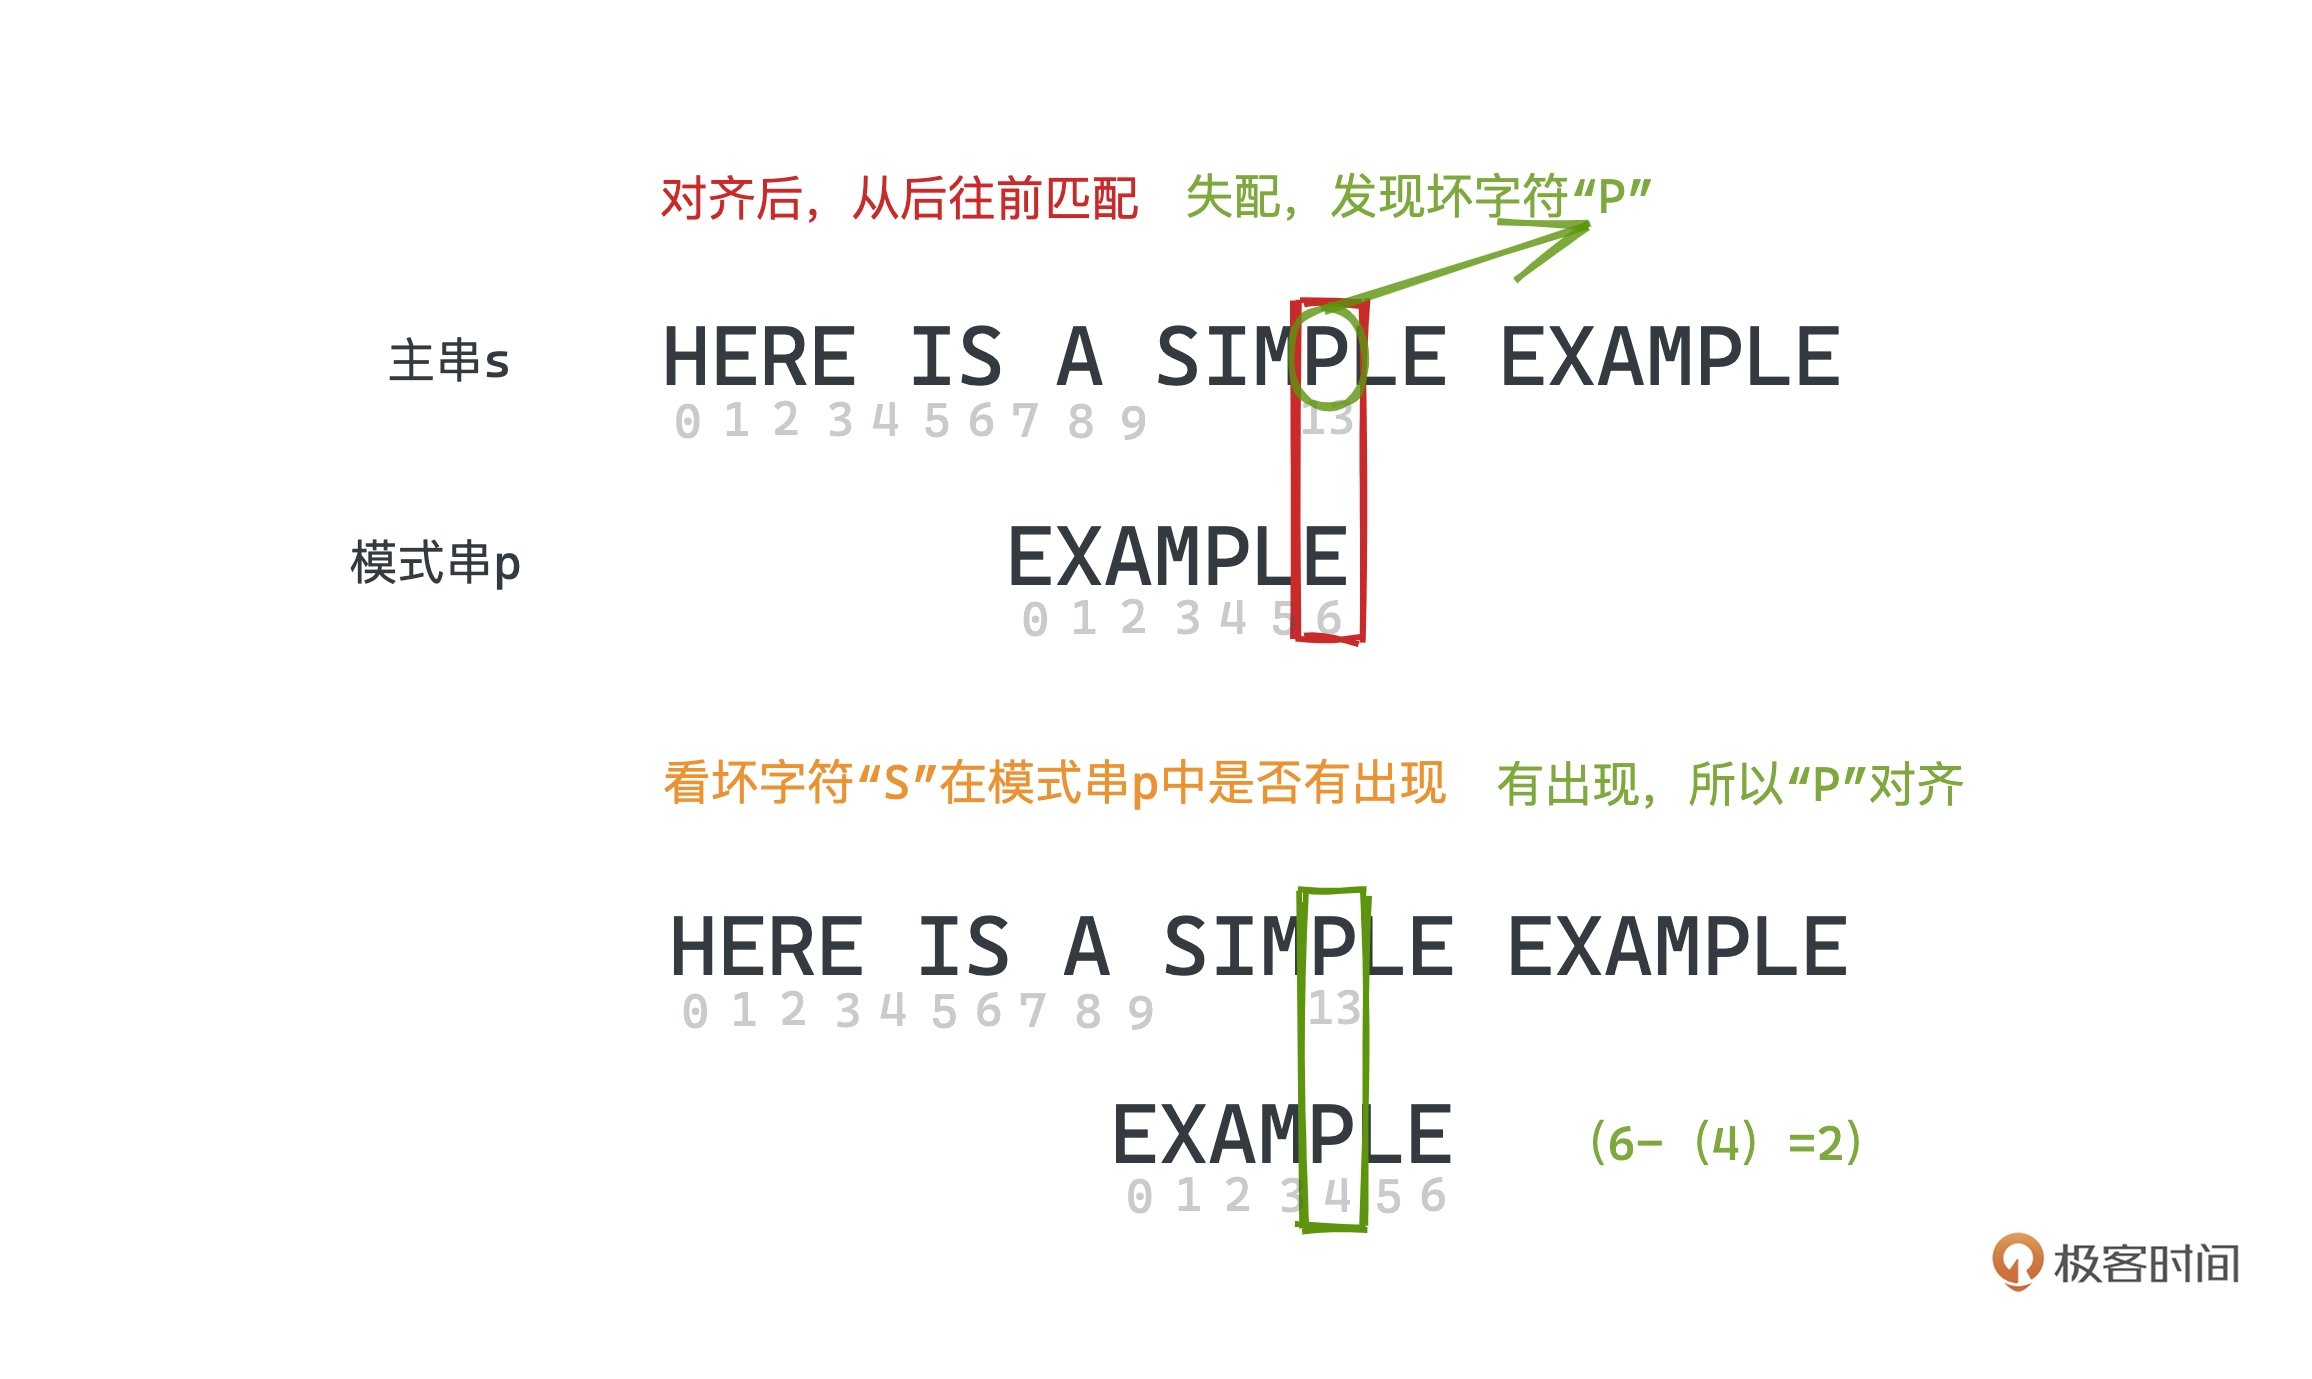 对齐后，从后往前匹配 失配，发现坏字符“P”
主串s HERE IS A SIMPLE EXAMPLE
0 1 2 3 4 5 6 7 8 9 13
模式串p EXAMPLE
0 1 2 3 4 5 6
看坏字符“S”在模式串p中是否有出现 有出现，所以“P”对齐
HERE IS A SIMPLE EXAMPLE
0 1 2 3 4 5 6 7 8 9 13
EXAMPLE （6-（4）=2）
0 1 2 3 4 5 6
极客时间